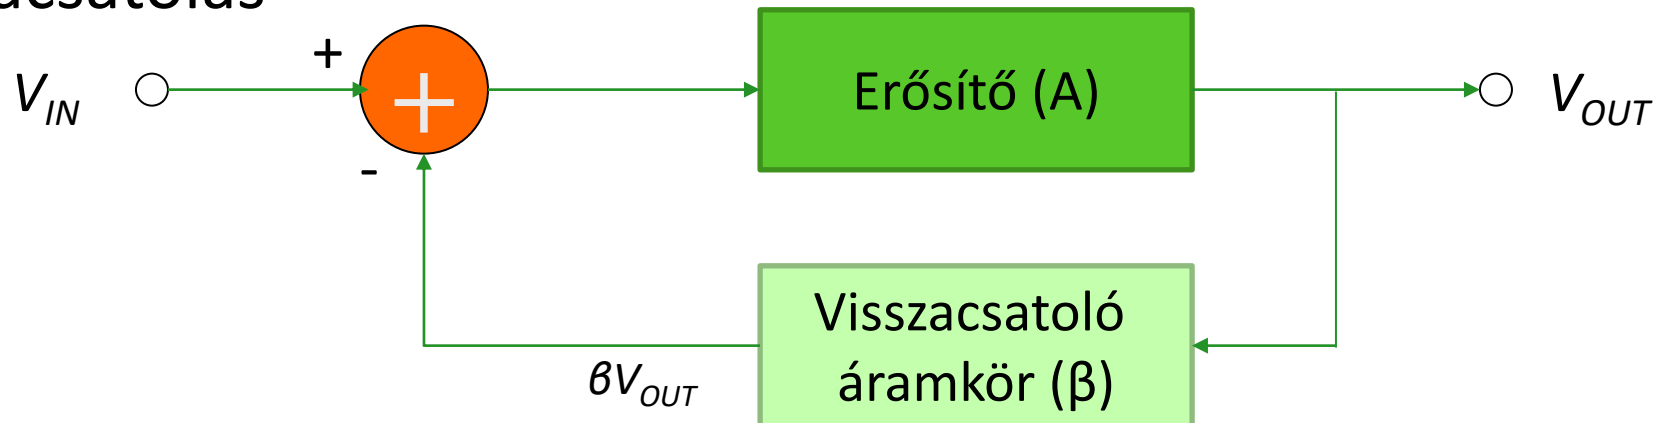 +
V_IN
+
Erősítő (A)
V_OUT
-
Visszacsatoló
áramkör (β)
βV_OUT